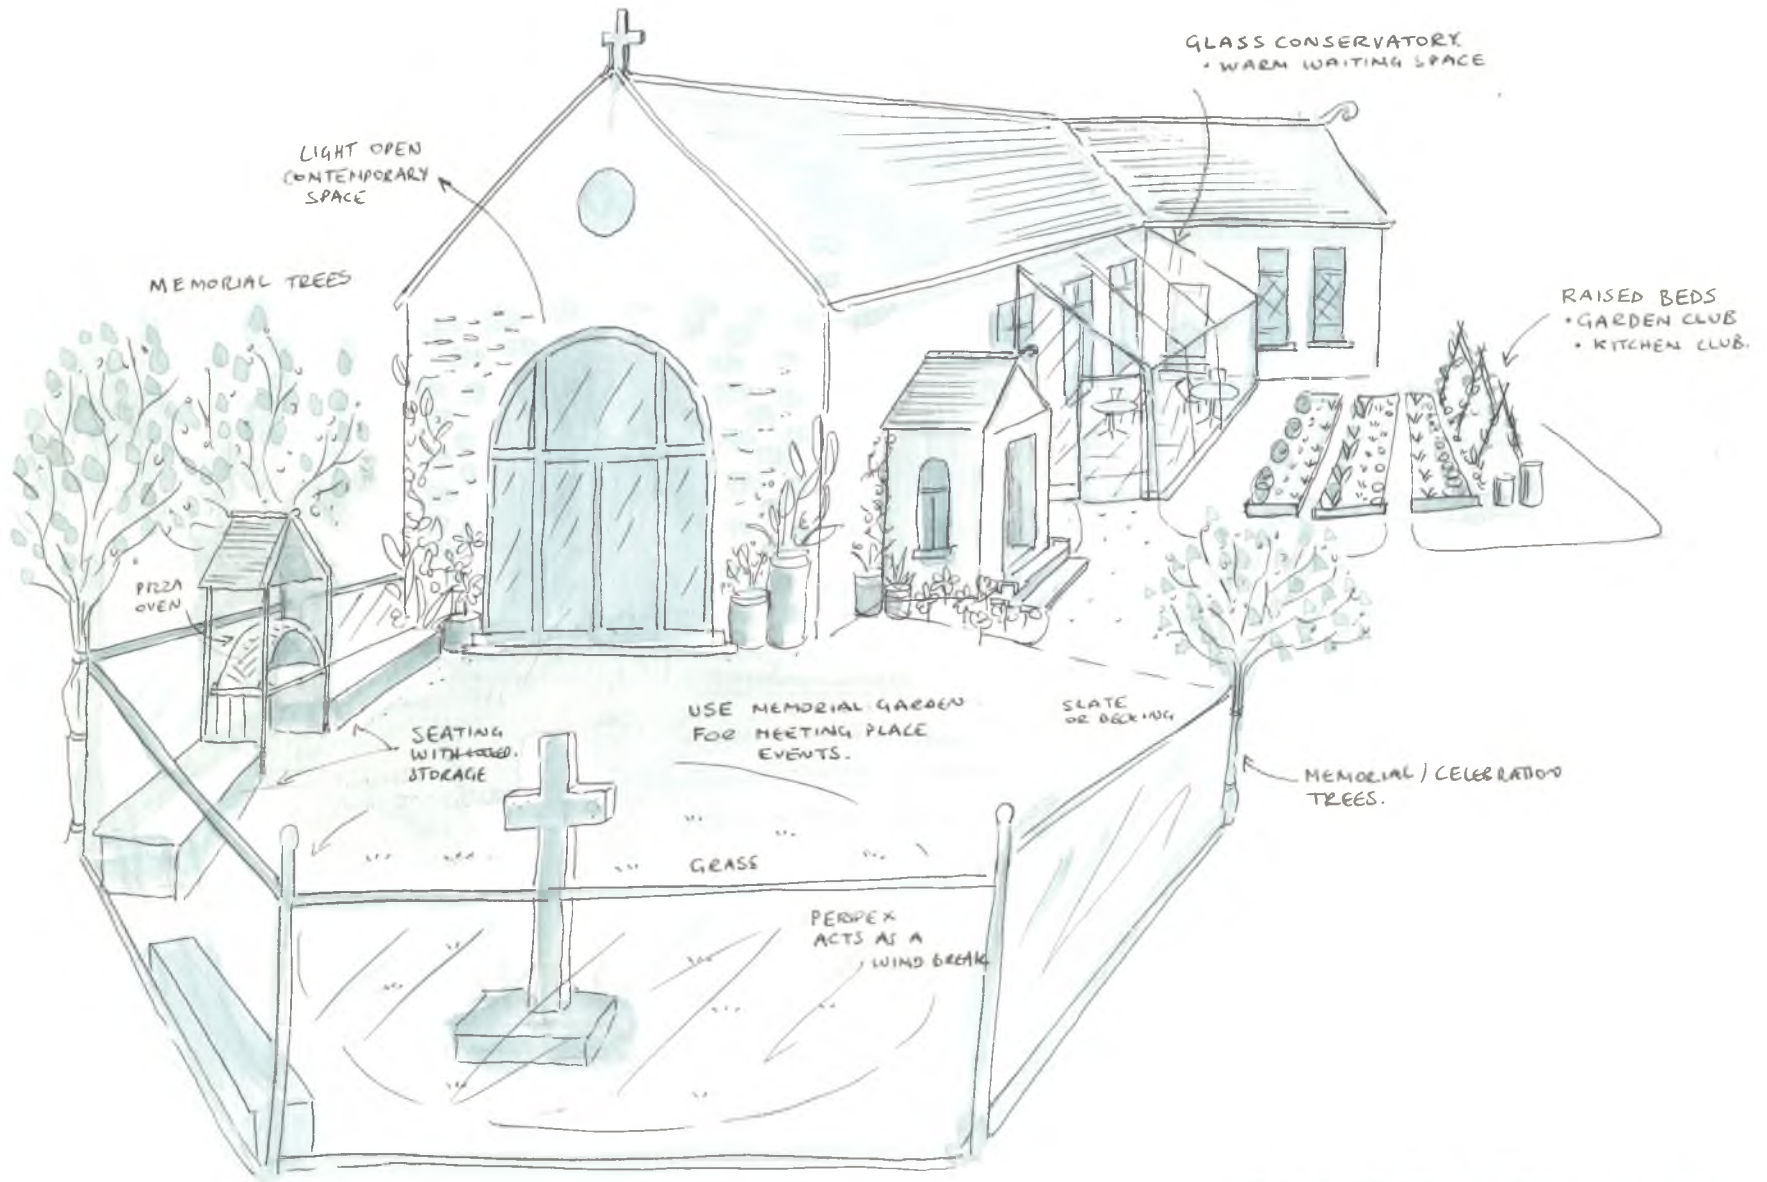 GLASS CONSERVATORY
• WARM WAITING SPACE
LIGHT OPEN
CONTEMPORARY
SPACE
MEMORIAL TREES
RAISED BEDS
• GARDEN CLUB
• KITCHEN CLUB.
PIZZA
OVEN
USE MEMORIAL GARDEN
FOR MEETING PLACE
EVENTS.
SLATE
OR DECKING
SEATING
WITH
STORAGE
MEMORIAL / CELEBRATION
TREES.
GRASS
PERSPEX
ACTS AS A
WIND BREAK